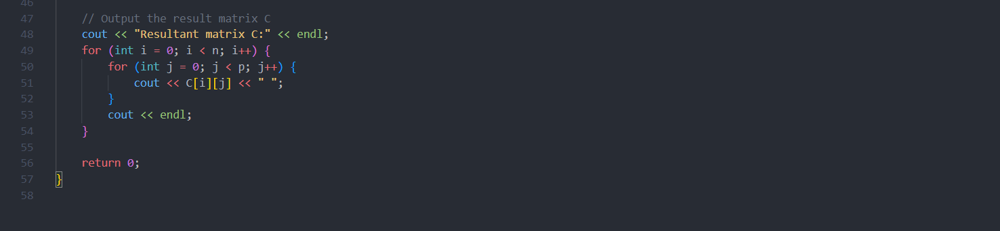 46
47 // Output the result matrix C
48 cout << "Resultant matrix C:" << endl;
49 for (int i = 0; i < n; i++) {
50 for (int j = 0; j < p; j++) {
51 cout << C[i][j] << " ";
52 }
53 cout << endl;
54 }
55
56 return 0;
57 }
58